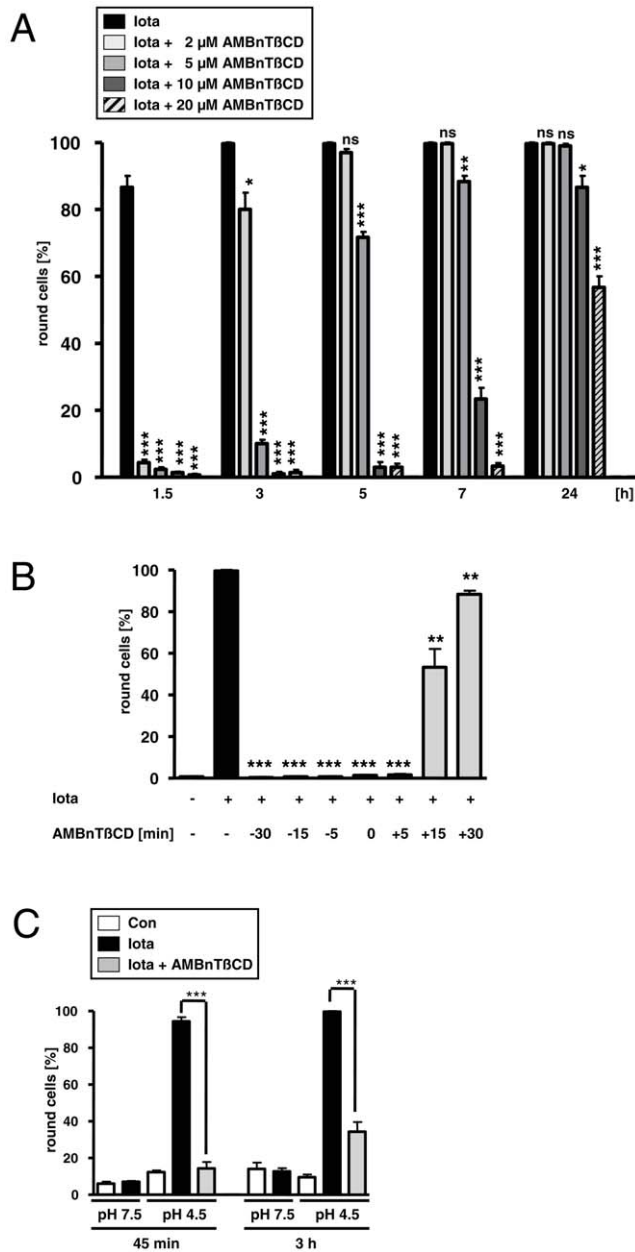 A
Iota
Iota + 2 µM AMBnTßCD
Iota + 5 µM AMBnTßCD
Iota + 10 µM AMBnTßCD
Iota + 20 µM AMBnTßCD
round cells [%]
100
80
60
40
20
0
*** *** *** ***
* *** *** ***
ns *** *** ***
ns ** *** ***
ns ns * ***
1.5 3 5 7 24 [h]
B
round cells [%]
100
80
60
40
20
0
*** *** *** *** *** ** **
Iota - + + + + + + + +
AMBnTßCD [min] - - -30 -15 -5 0 +5 +15 +30
C
Con
Iota
Iota + AMBnTßCD
round cells [%]
100
80
60
40
20
0
*** ***
pH 7.5 pH 4.5 pH 7.5 pH 4.5
45 min 3 h